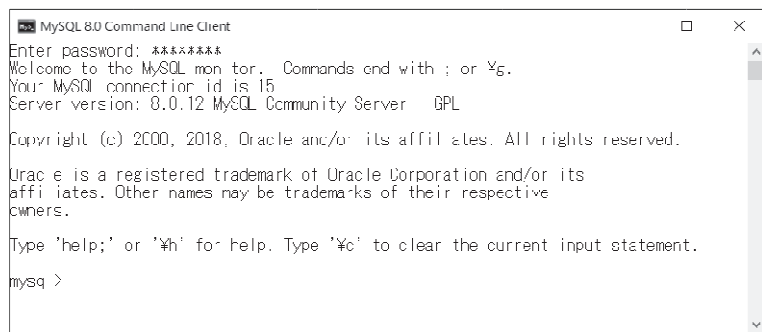 MySQL 8.0 Command Line Client
Enter password: ********
Welcome to the MySQL monitor.  Commands end with ; or ¥g.
Your MySQL connection id is 15
Server version: 8.0.12 MySQL Community Server - GPL

Copyright (c) 2000, 2018, Oracle and/or its affiliates. All rights reserved.

Oracle is a registered trademark of Oracle Corporation and/or its
affiliates. Other names may be trademarks of their respective
owners.

Type 'help;' or '¥h' for help. Type '¥c' to clear the current input statement.

mysql>